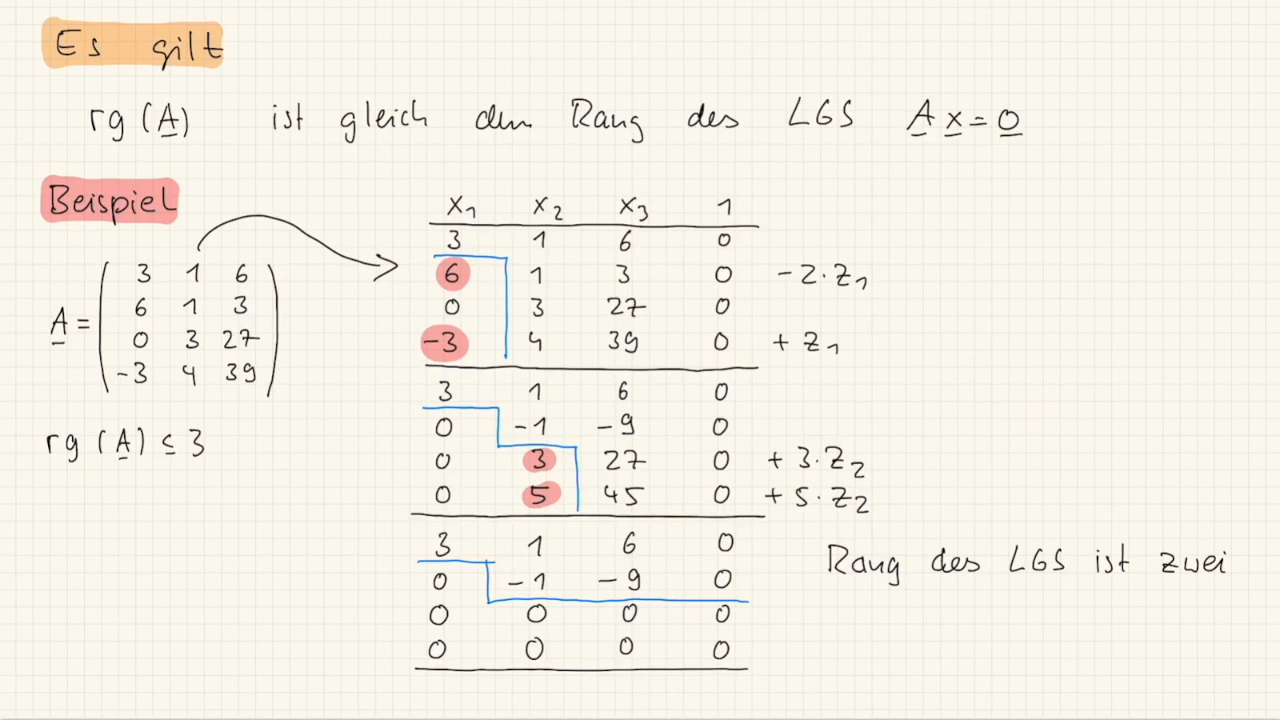 Es gilt
rg (A) ist gleich dem Rang des LGS A x = 0
Beispiel
A = ( 3 1 6
6 1 3
0 3 27
-3 4 39 )
rg (A) ≤ 3
x₁ x₂ x₃ 1
3 1 6 0
6 1 3 0 - 2 · Z₁
0 3 27 0
-3 4 39 0 + Z₁
3 1 6 0
0 -1 -9 0
0 3 27 0 + 3 · Z₂
0 5 45 0 + 5 · Z₂
3 1 6 0
0 -1 -9 0
0 0 0 0
0 0 0 0
Rang des LGS ist zwei